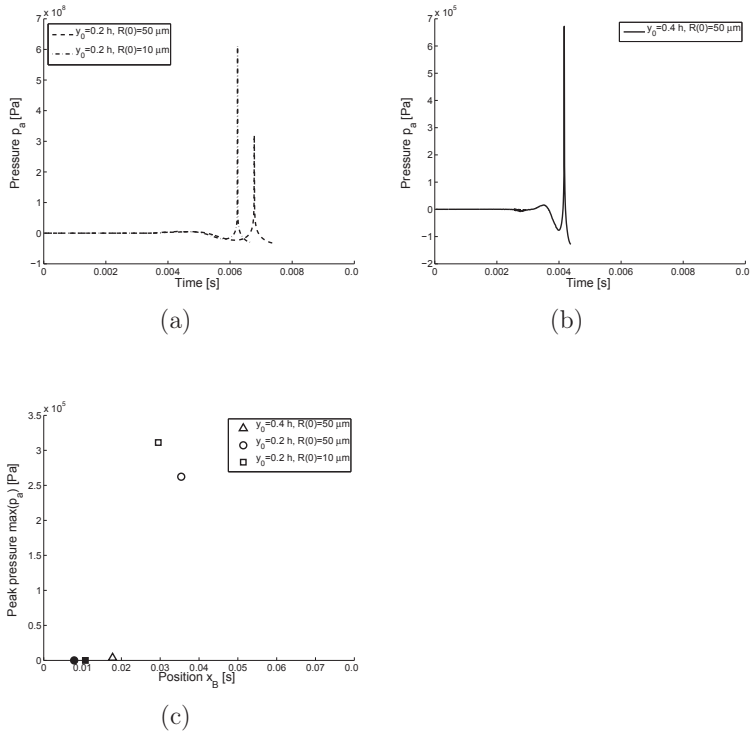 x 10^8
7
6
5
4
3
2
1
0
−1
Pressure p_a [Pa]
y_0=0.2 h, R(0)=50 μm
y_0=0.2 h, R(0)=10 μm
0 0.002 0.004 0.006 0.008 0.0
Time [s]
(a)
x 10^5
7
6
5
4
3
2
1
0
−1
−2
Pressure p_a [Pa]
y_0=0.4 h, R(0)=50 μm
0 0.002 0.004 0.006 0.008 0.0
Time [s]
(b)
x 10^5
3.5
3
2.5
2
1.5
1
0.5
0
Peak pressure max(p_a) [Pa]
y_0=0.4 h, R(0)=50 μm
y_0=0.2 h, R(0)=50 μm
y_0=0.2 h, R(0)=10 μm
0 0.01 0.02 0.03 0.04 0.05 0.06 0.07 0.08
Position x_B [s]
(c)